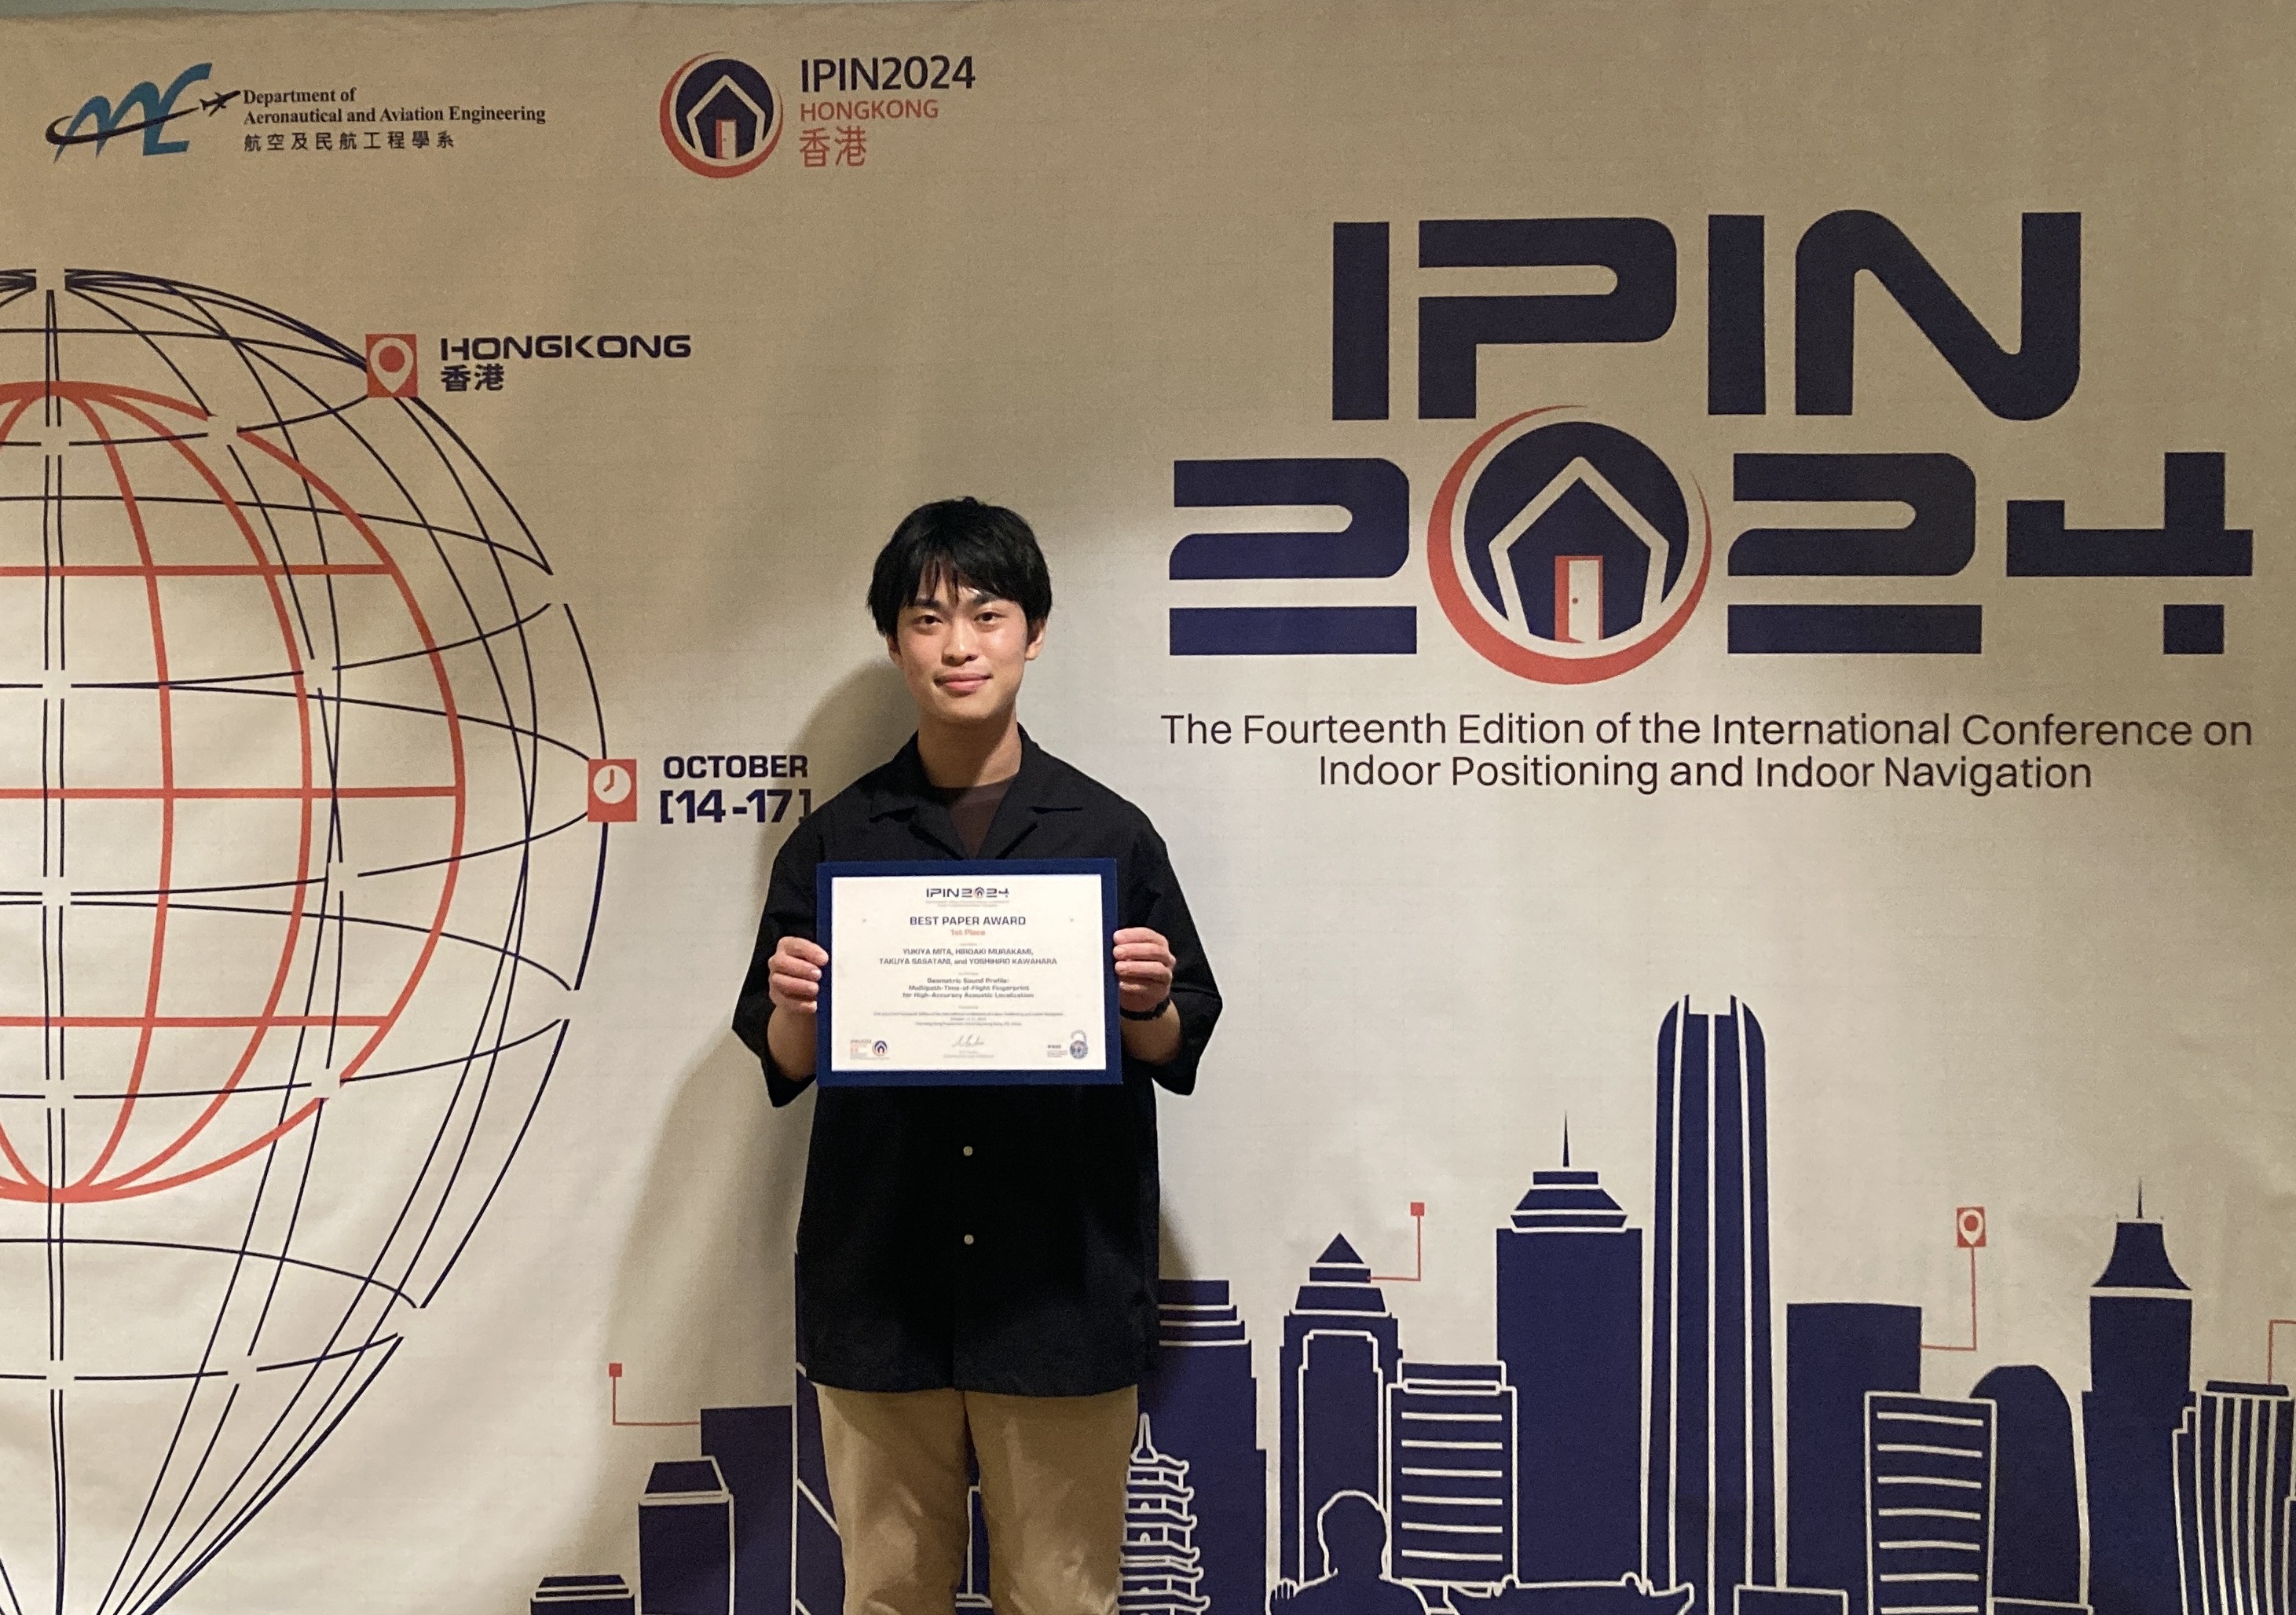 Department of
Aeronautical and Aviation Engineering
航空及民航工程學系
IPIN2024
HONGKONG
香港
HONGKONG
香港
OCTOBER
[14-17]
IPIN
2024
The Fourteenth Edition of the International Conference on
Indoor Positioning and Indoor Navigation
IPIN2024
BEST PAPER AWARD
1st Place
YUKIYA MITA, HIROAKI MURAKAMI,
TAKUYA SASATANI, and YOSHIHIRO KAWAHARA
Geometric Sound Profile:
Multipath-Time-of-Flight Fingerprint
for High-Accuracy Acoustic Localization